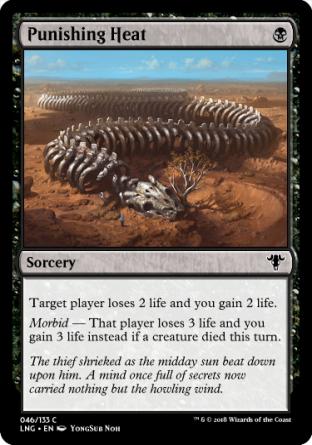 Punishing Heat
Sorcery
Target player loses 2 life and you gain 2 life.
Morbid — That player loses 3 life and you
gain 3 life instead if a creature died this turn.
The thief shrieked as the midday sun beat down
upon him. A mind once full of secrets now
carried nothing but the howling wind.
046/133 C
LNG • EN YongSub Noh
™ & © 2018 Wizards of the Coast